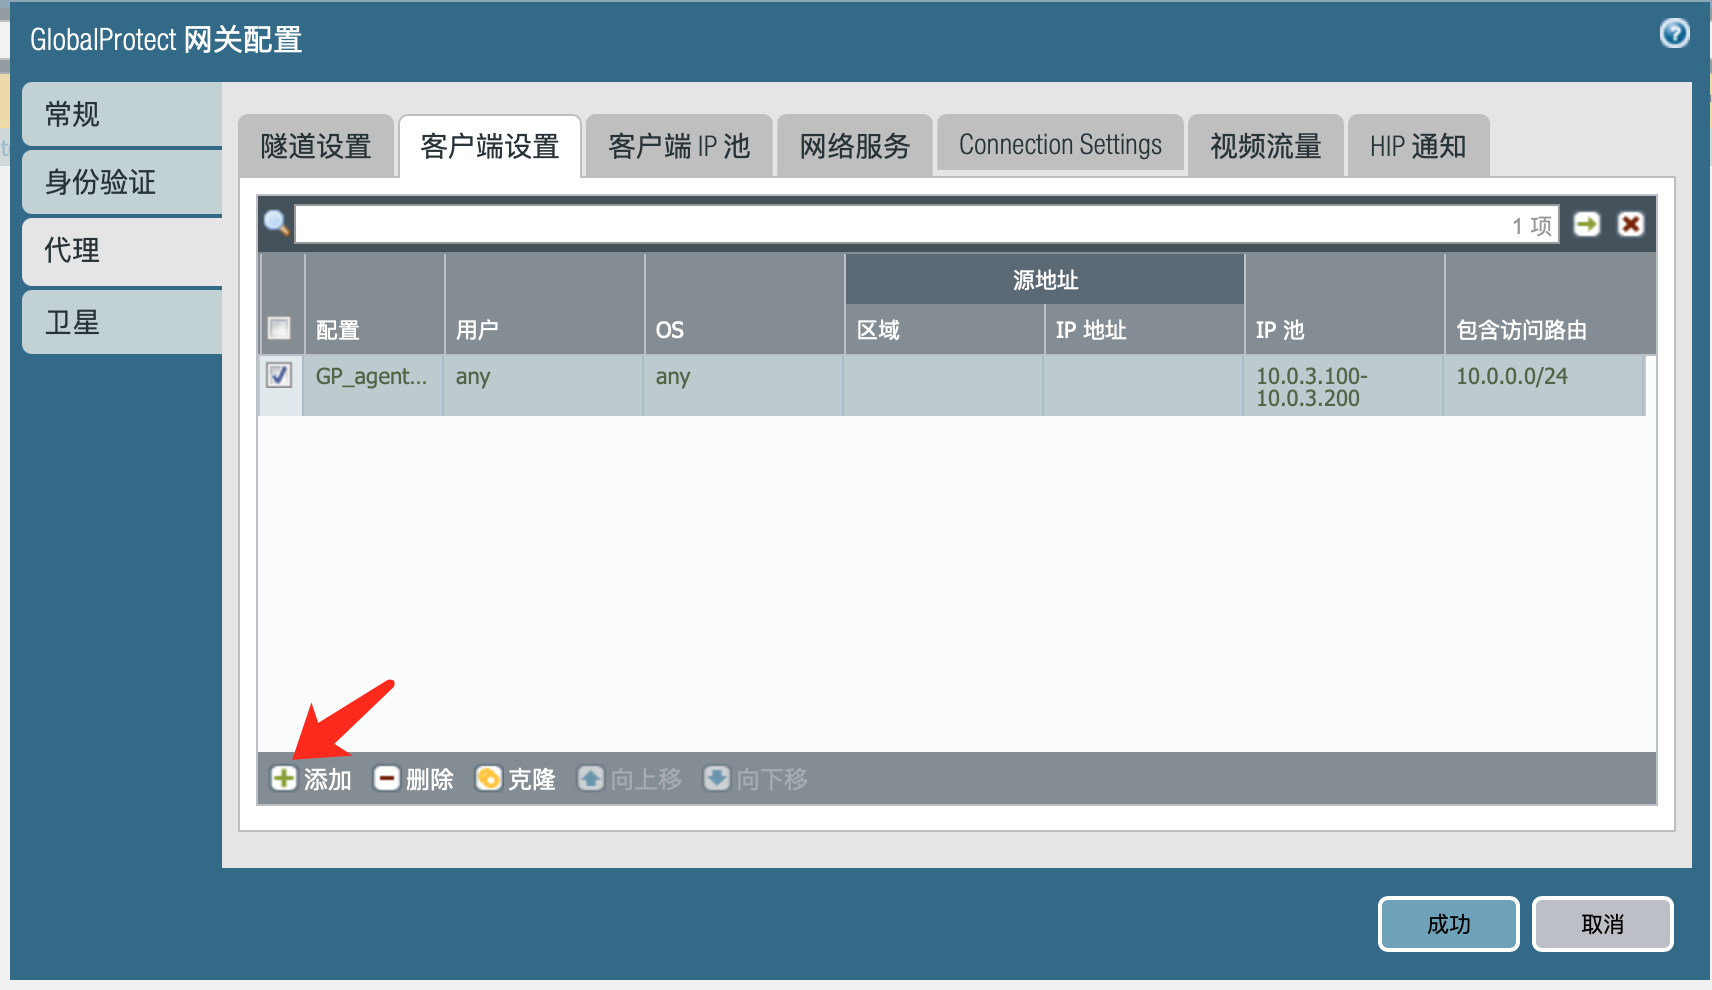 GlobalProtect 网关配置
常规
身份验证
代理
卫星
隧道设置 客户端设置 客户端 IP 池 网络服务 Connection Settings 视频流量 HIP 通知
1 项
源地址
配置 用户 OS 区域 IP 地址 IP 池 包含访问路由
GP_agent... any any 10.0.3.100- 10.0.0.0/24
10.0.3.200
添加 删除 克隆 向上移 向下移
成功 取消